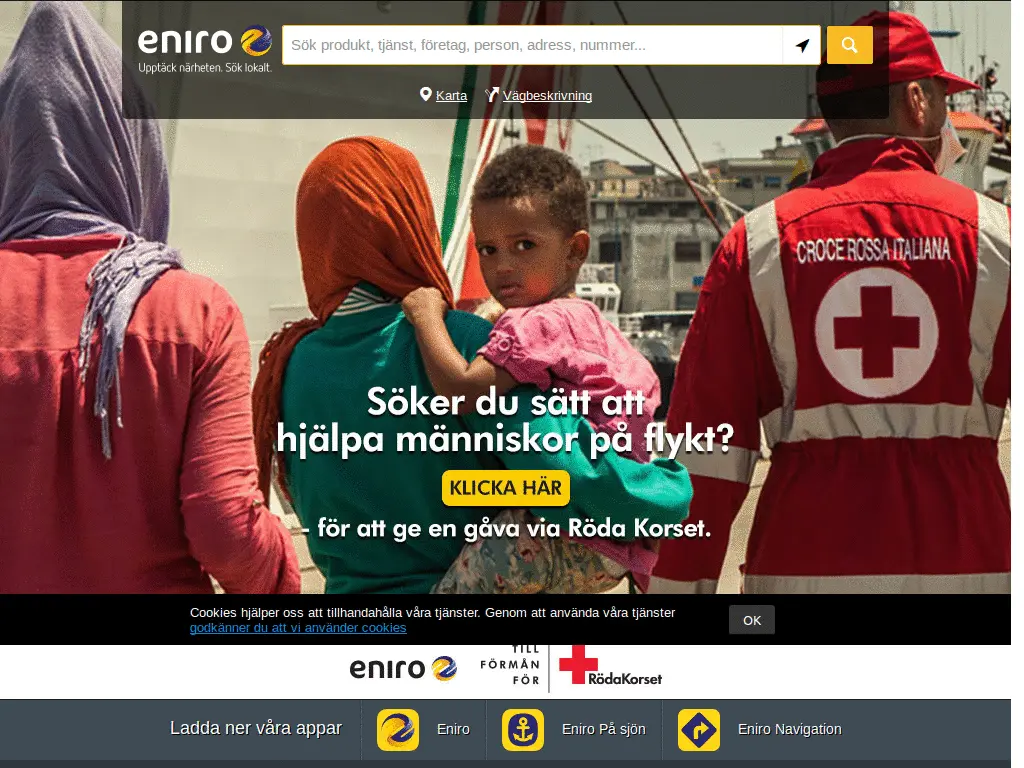 eniro
Upptäck närheten. Sök lokalt.
Sök produkt, tjänst, företag, person, adress, nummer...
Karta Vägbeskrivning
CROCE ROSSA ITALIANA
Söker du sätt att
hjälpa människor på flykt?
KLICKA HÄR
- för att ge en gåva via Röda Korset.
Cookies hjälper oss att tillhandahålla våra tjänster. Genom att använda våra tjänster
godkänner du att vi använder cookies
OK
eniro
TILL
FÖRMÅN
FÖR
RödaKorset
Ladda ner våra appar Eniro Eniro På sjön Eniro Navigation